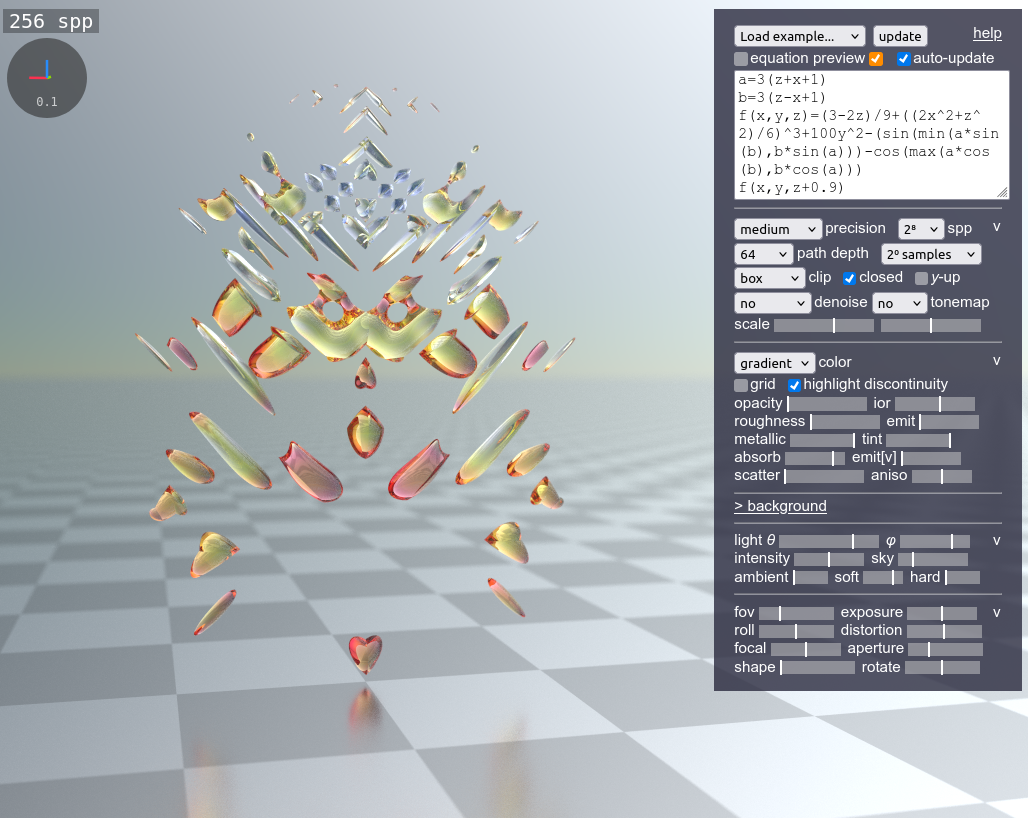 256 spp
0.1
Load example... update help
equation preview auto-update
a=3(z+x+1)
b=3(z-x+1)
f(x,y,z)=(3-2z)/9+((2x^2+z^
2)/6)^3+100y^2-(sin(min(a*sin
(b),b*sin(a)))-cos(max(a*cos
(b),b*cos(a)))
f(x,y,z+0.9)
medium precision 2⁸ spp v
64 path depth 2⁰ samples
box clip closed y-up
no denoise no tonemap
scale
gradient color v
grid highlight discontinuity
opacity ior
roughness emit
metallic tint
absorb emit[v]
scatter aniso
> background
light θ φ v
intensity sky
ambient soft hard
fov exposure v
roll distortion
focal aperture
shape rotate